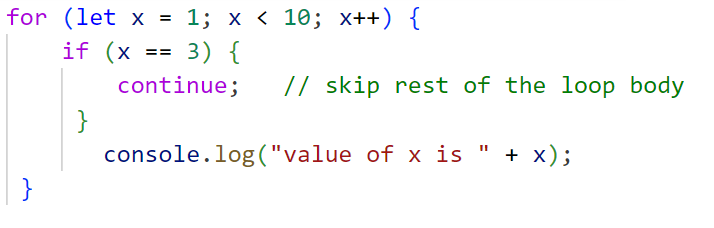 for (let x = 1; x < 10; x++) {
    if (x == 3) {
        continue;   // skip rest of the loop body
     }
       console.log("value of x is " + x);
 }